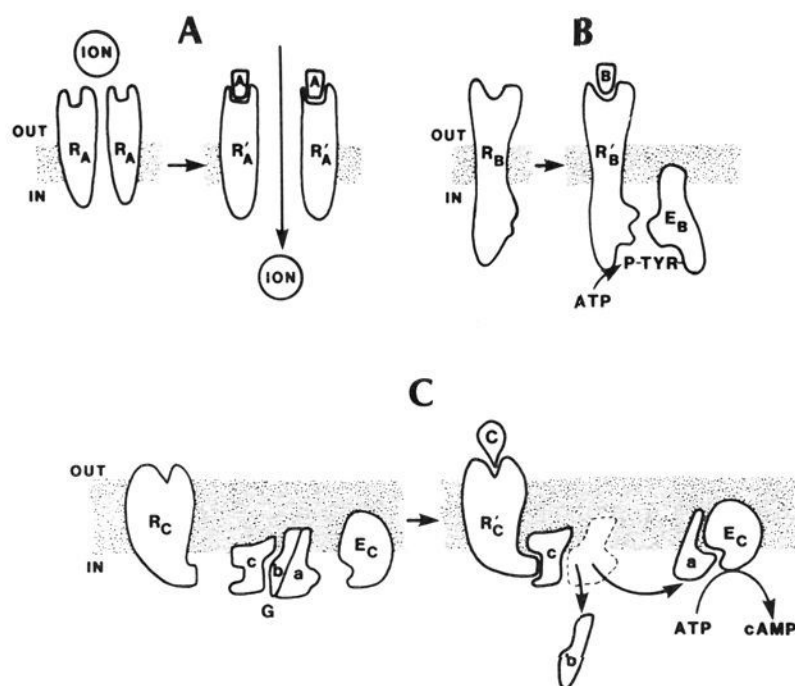 A
ION
OUT
IN
R_A
R_A
A
A
R'_A
R'_A
ION
B
OUT
IN
R_B
B
R'_B
E_B
P-TYR
ATP
C
OUT
IN
R_C
c
b
a
G
E_C
C
R'_C
c
b
a
E_C
ATP
cAMP